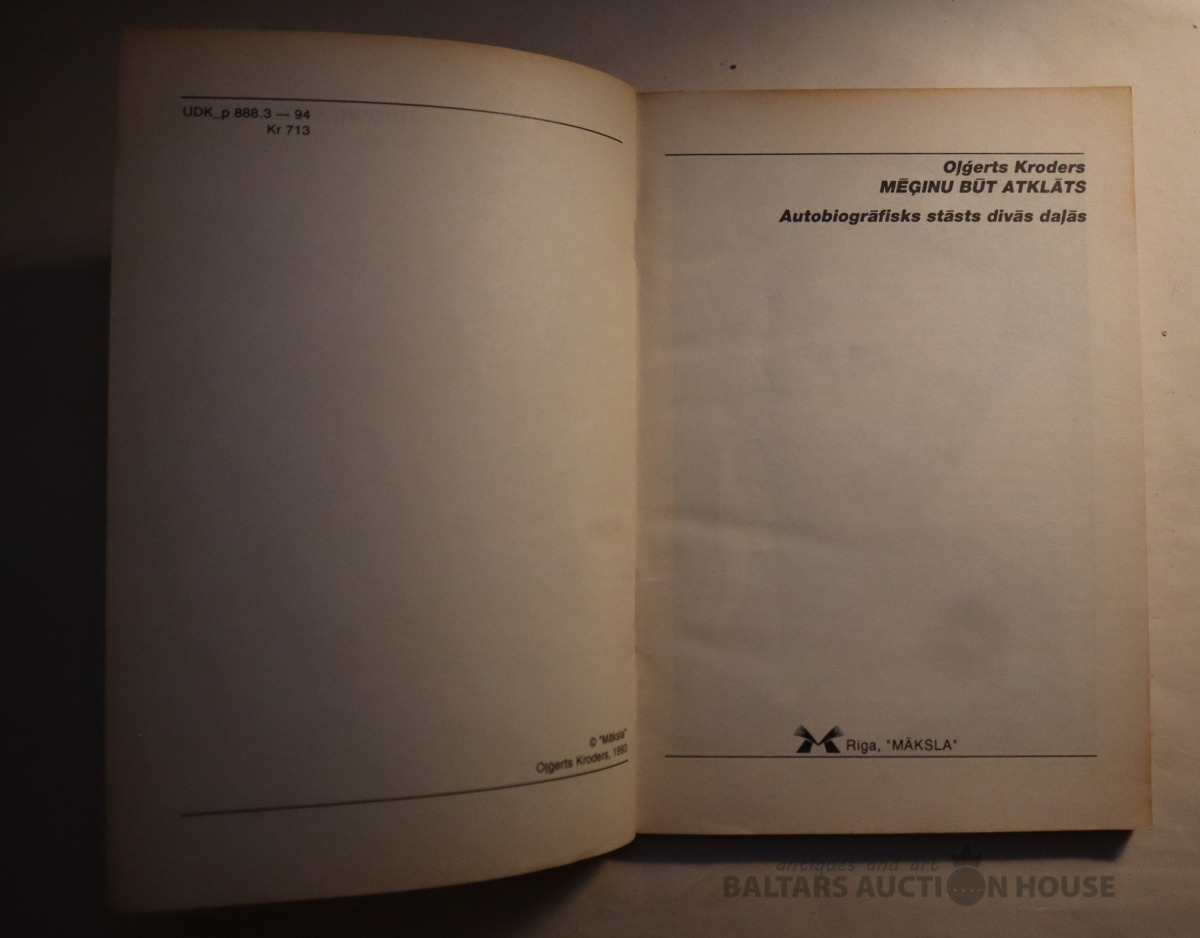 UDK_p 888.3 — 94
Kr 713
© "Māksla"
Oļģerts Kroders, 1993
Oļģerts Kroders
MĒĢINU BŪT ATKLĀTS
Autobiogrāfisks stāsts divās daļās
Rīga, "MĀKSLA"
antiques and art
BALTARS AUCTION HOUSE